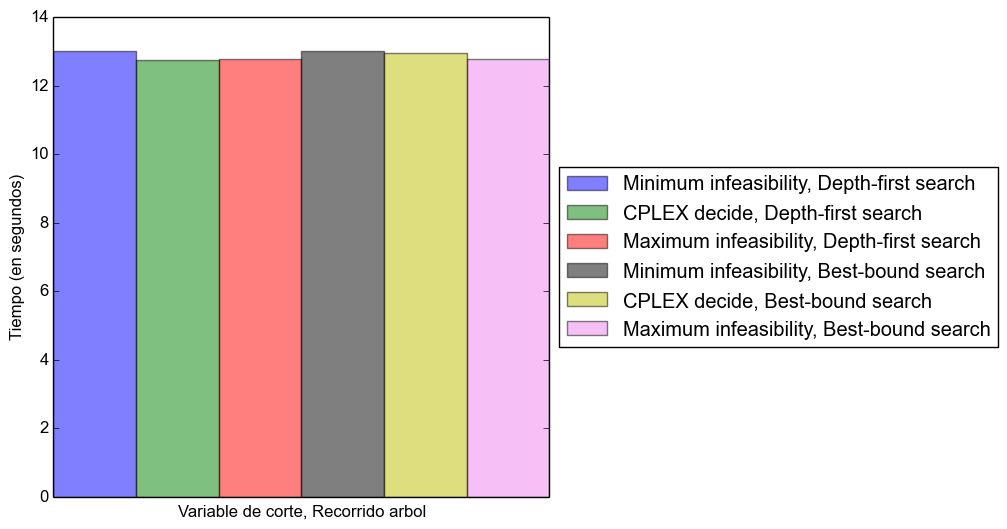 14
12
10
8
6
4
2
0
Tiempo (en segundos)
Variable de corte, Recorrido arbol
Minimum infeasibility, Depth-first search
CPLEX decide, Depth-first search
Maximum infeasibility, Depth-first search
Minimum infeasibility, Best-bound search
CPLEX decide, Best-bound search
Maximum infeasibility, Best-bound search